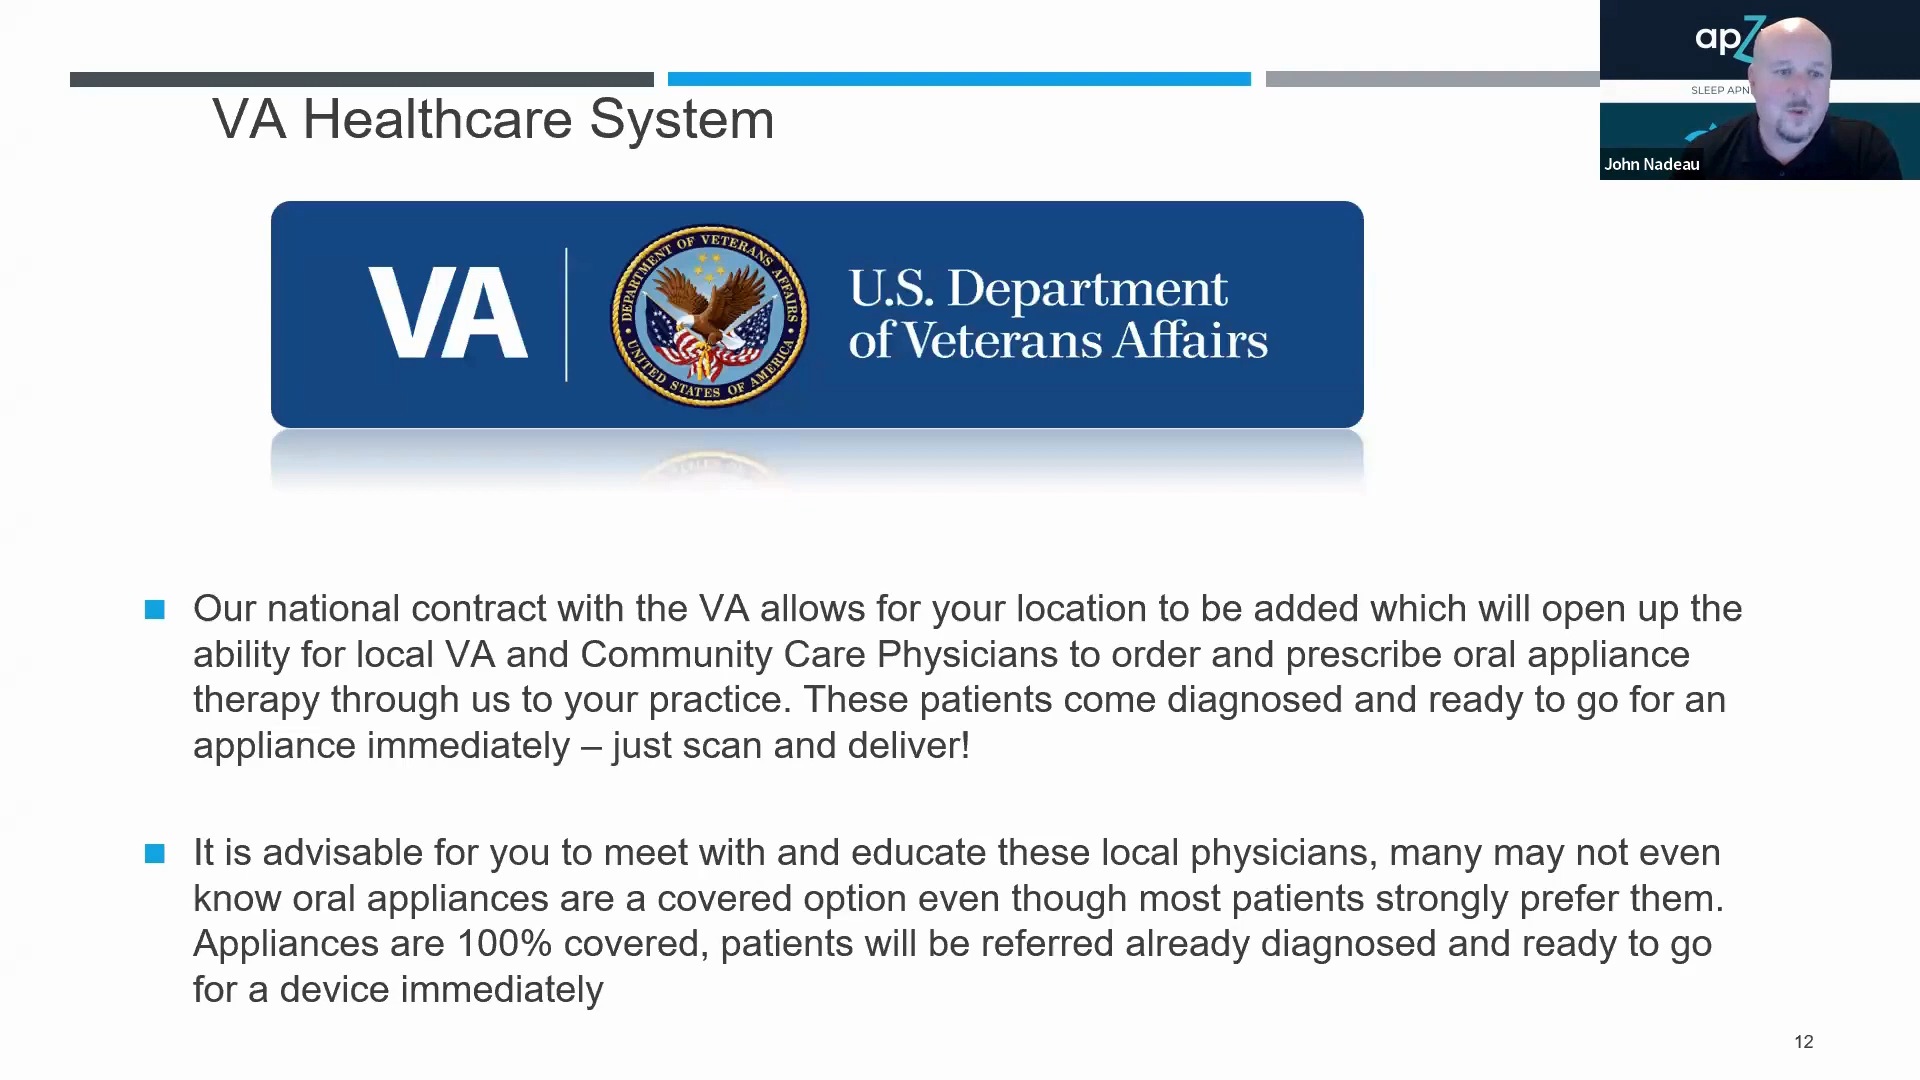 apZ
SLEEP APN
John Nadeau
VA Healthcare System
VA
DEPARTMENT OF VETERANS AFFAIRS
UNITED STATES OF AMERICA
U.S. Department
of Veterans Affairs
Our national contract with the VA allows for your location to be added which will open up the
ability for local VA and Community Care Physicians to order and prescribe oral appliance
therapy through us to your practice. These patients come diagnosed and ready to go for an
appliance immediately – just scan and deliver!
It is advisable for you to meet with and educate these local physicians, many may not even
know oral appliances are a covered option even though most patients strongly prefer them.
Appliances are 100% covered, patients will be referred already diagnosed and ready to go
for a device immediately
12